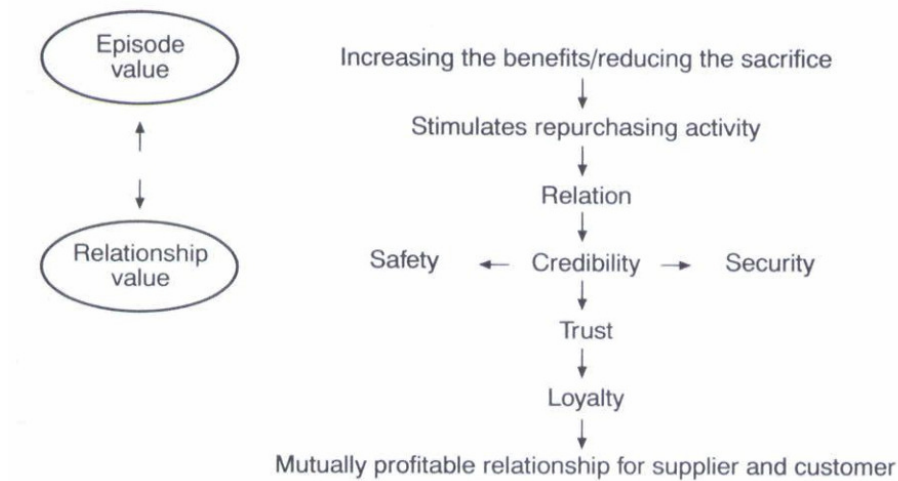 Episode
value
Increasing the benefits/reducing the sacrifice
Stimulates repurchasing activity
Relation
Relationship
value
Safety
Credibility
Security
Trust
Loyalty
Mutually profitable relationship for supplier and customer